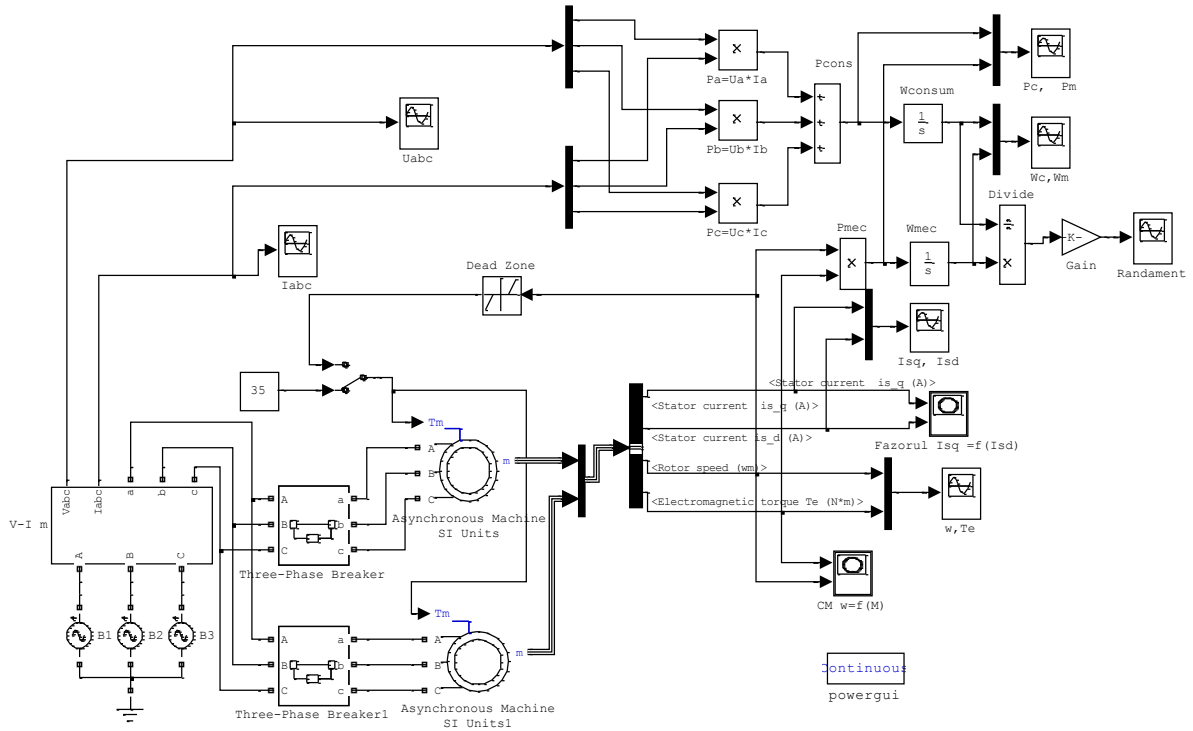 Pcons
Pa=Ua*Ia
Pc, Pm
Wconsum
1
s
Uabc
Pb=Ub*Ib
Wc,Wm
Divide
Pc=Uc*Ic
Pmec
Wmec
1
s
-K-
Gain
Randament
Iabc
Dead Zone
Isq, Isd
35
<Stator current is_q (A)>
<Stator current is_q (A)>
Fazorul Isq =f(Isd)
<Stator current is_d (A)>
<Rotor speed (wm)>
<Electromagnetic torque Te (N*m)>
w,Te
Tm
A
B
C
m
Asynchronous Machine
SI Units
Vabc
Iabc
a
b
c
V-I m
A
B
C
A
B
C
a
b
c
Three-Phase Breaker
CM w=f(M)
Tm
B1
B2
B3
A
B
C
a
b
c
Three-Phase Breaker1
A
B
C
m
Asynchronous Machine
SI Units1
Continuous
powergui